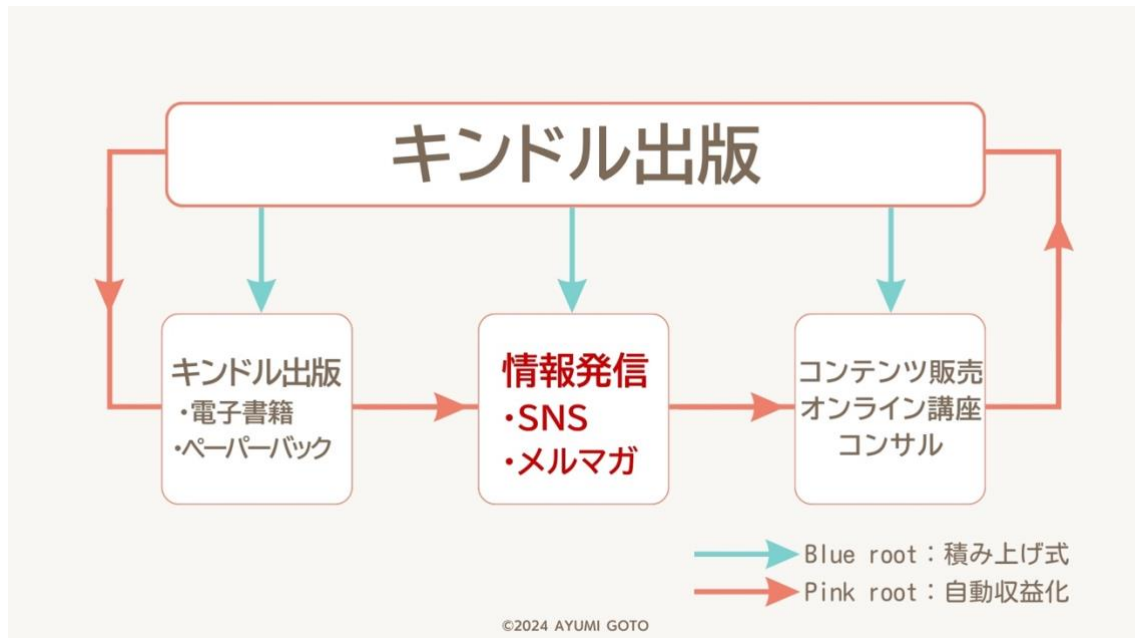 キンドル出版
キンドル出版
・電子書籍
・ペーパーバック
情報発信
・SNS
・メルマガ
コンテンツ販売
オンライン講座
コンサル
Blue root：積み上げ式
Pink root：自動収益化
©2024 AYUMI GOTO